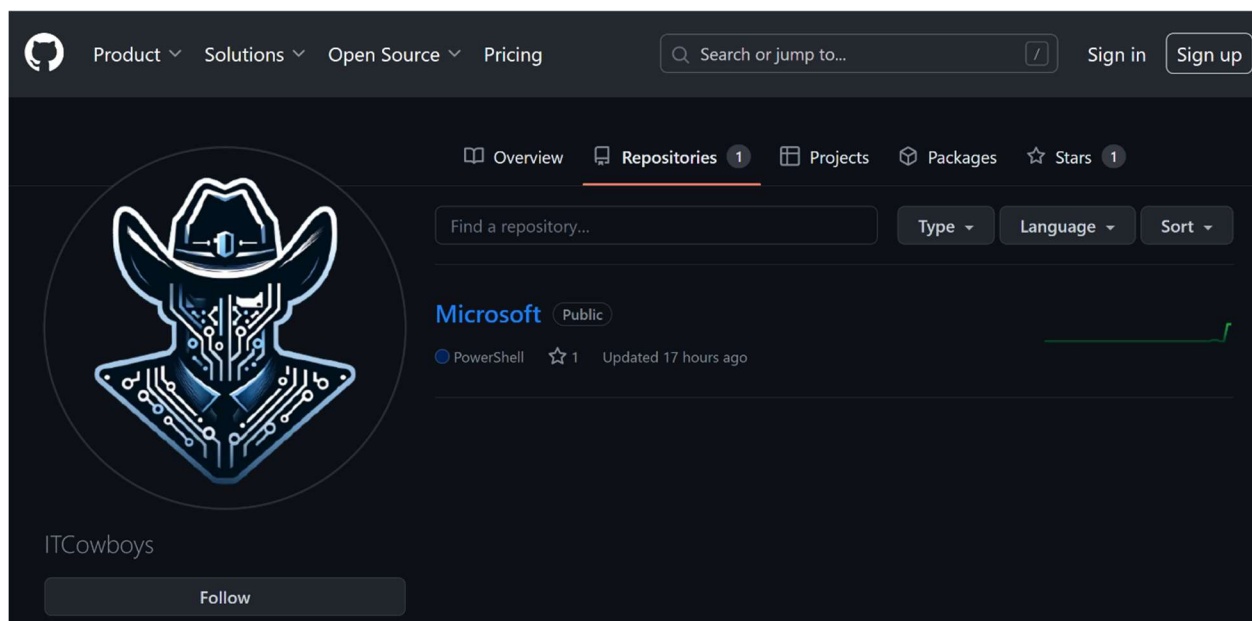 Product Solutions Open Source Pricing Search or jump to... / Sign in Sign up
Overview Repositories 1 Projects Packages Stars 1
Find a repository... Type Language Sort
Microsoft Public
PowerShell 1 Updated 17 hours ago
ITCowboys
Follow